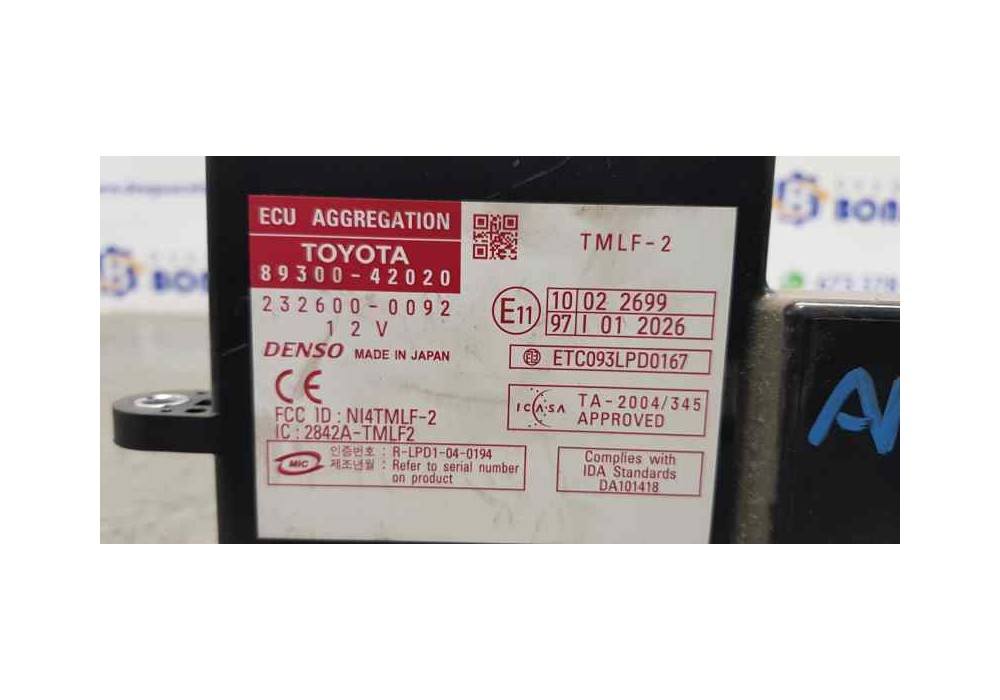 ECU AGGREGATION
TOYOTA
89300-42020
232600-0092
12V
DENSO MADE IN JAPAN
CE
FCC ID : NI4TMLF-2
IC : 2842A-TMLF2
MIC
인증번호 : R-LPD1-04-0194
제조년월 : Refer to serial number
on product
TMLF-2
E11
10 02 2699
97 I 01 2026
ETC093LPD0167
ICASA
TA-2004/345
APPROVED
Complies with
IDA Standards
DA101418